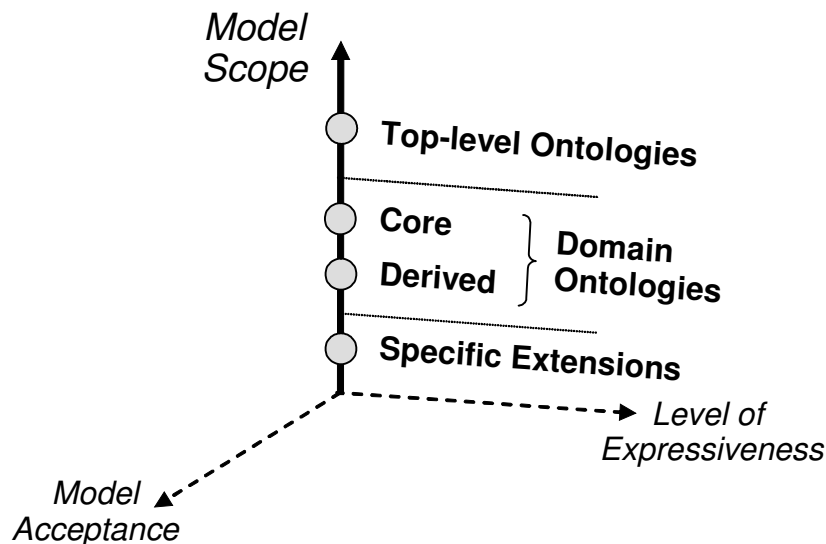 Model
Scope
Top-level Ontologies
Core
Derived
Domain
Ontologies
Specific Extensions
Level of
Expressiveness
Model
Acceptance